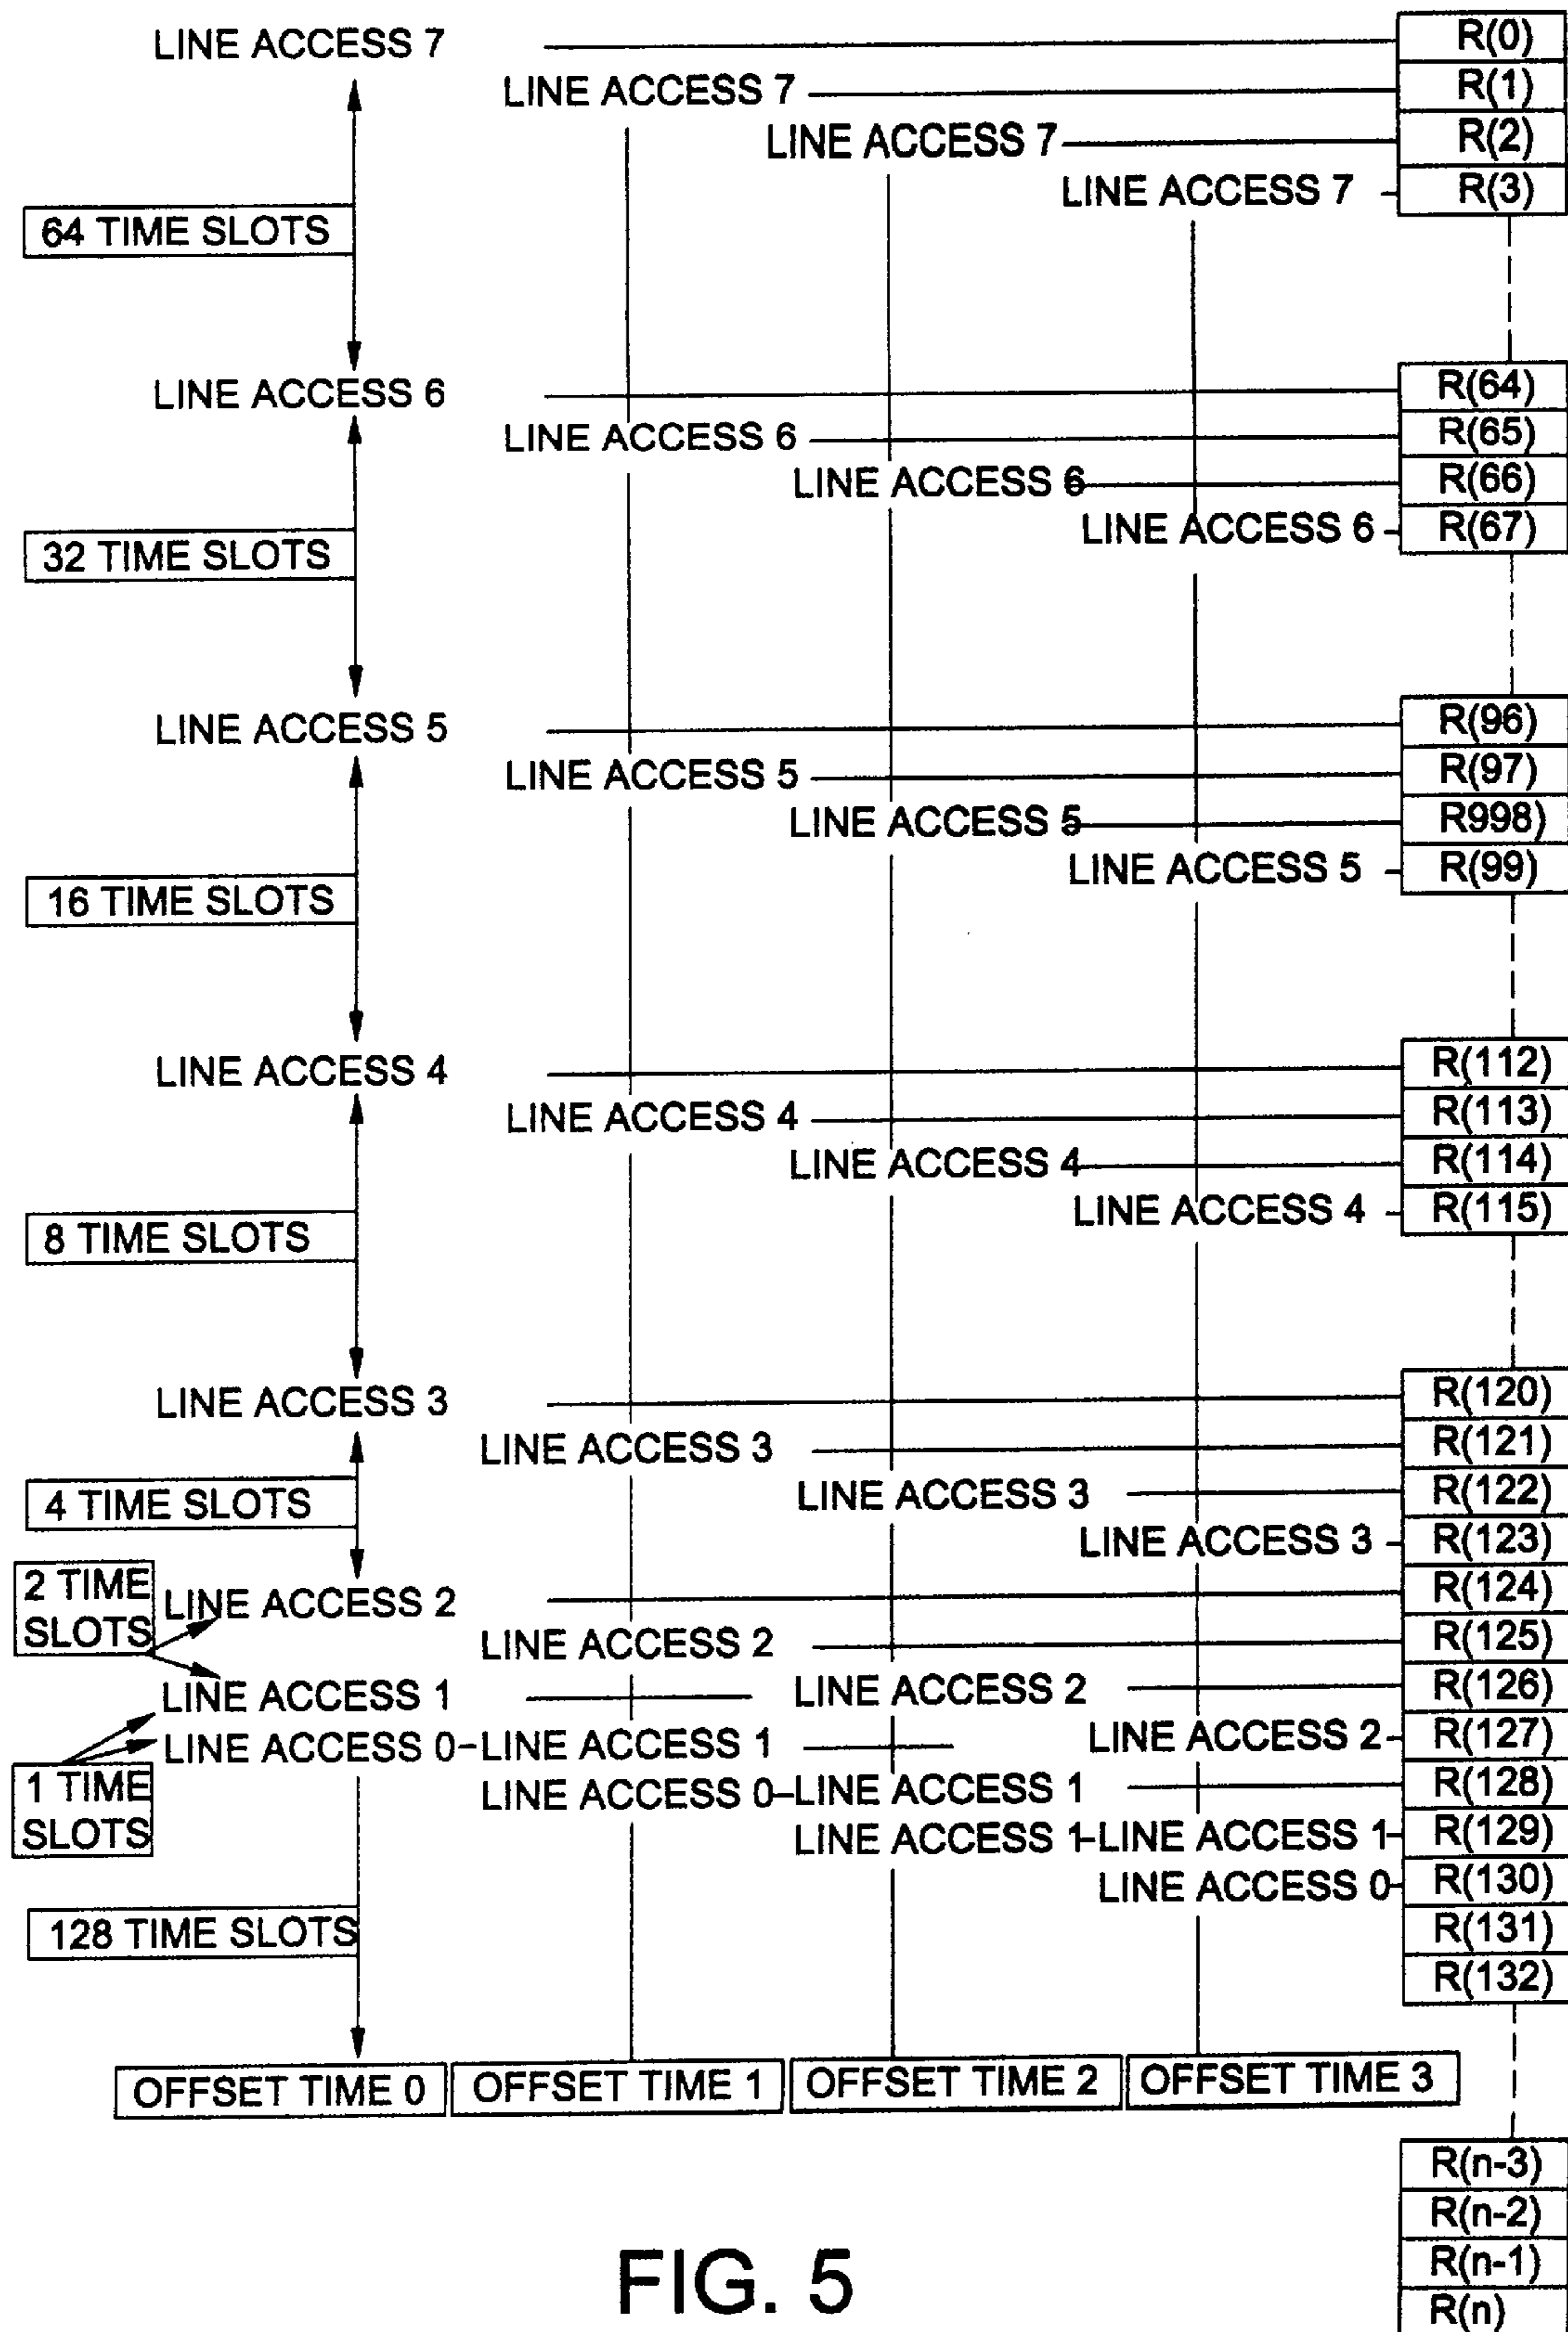 LINE ACCESS 7 R(0)
LINE ACCESS 7 R(1)
LINE ACCESS 7 R(2)
LINE ACCESS 7 R(3)
64 TIME SLOTS
LINE ACCESS 6 R(64)
LINE ACCESS 6 R(65)
LINE ACCESS 6 R(66)
LINE ACCESS 6 R(67)
32 TIME SLOTS
LINE ACCESS 5 R(96)
LINE ACCESS 5 R(97)
LINE ACCESS 5 R998)
LINE ACCESS 5 R(99)
16 TIME SLOTS
LINE ACCESS 4 R(112)
LINE ACCESS 4 R(113)
LINE ACCESS 4 R(114)
LINE ACCESS 4 R(115)
8 TIME SLOTS
LINE ACCESS 3 R(120)
LINE ACCESS 3 R(121)
LINE ACCESS 3 R(122)
4 TIME SLOTS
LINE ACCESS 3 R(123)
2 TIME
SLOTS
LINE ACCESS 2 R(124)
LINE ACCESS 2 R(125)
LINE ACCESS 1 LINE ACCESS 2 R(126)
LINE ACCESS 0 LINE ACCESS 1 LINE ACCESS 2 R(127)
1 TIME
SLOTS
LINE ACCESS 0 LINE ACCESS 1 R(128)
LINE ACCESS 1 LINE ACCESS 1 R(129)
LINE ACCESS 0 R(130)
128 TIME SLOTS R(131)
R(132)
OFFSET TIME 0 OFFSET TIME 1 OFFSET TIME 2 OFFSET TIME 3
R(n-3)
R(n-2)
R(n-1)
R(n)
FIG. 5